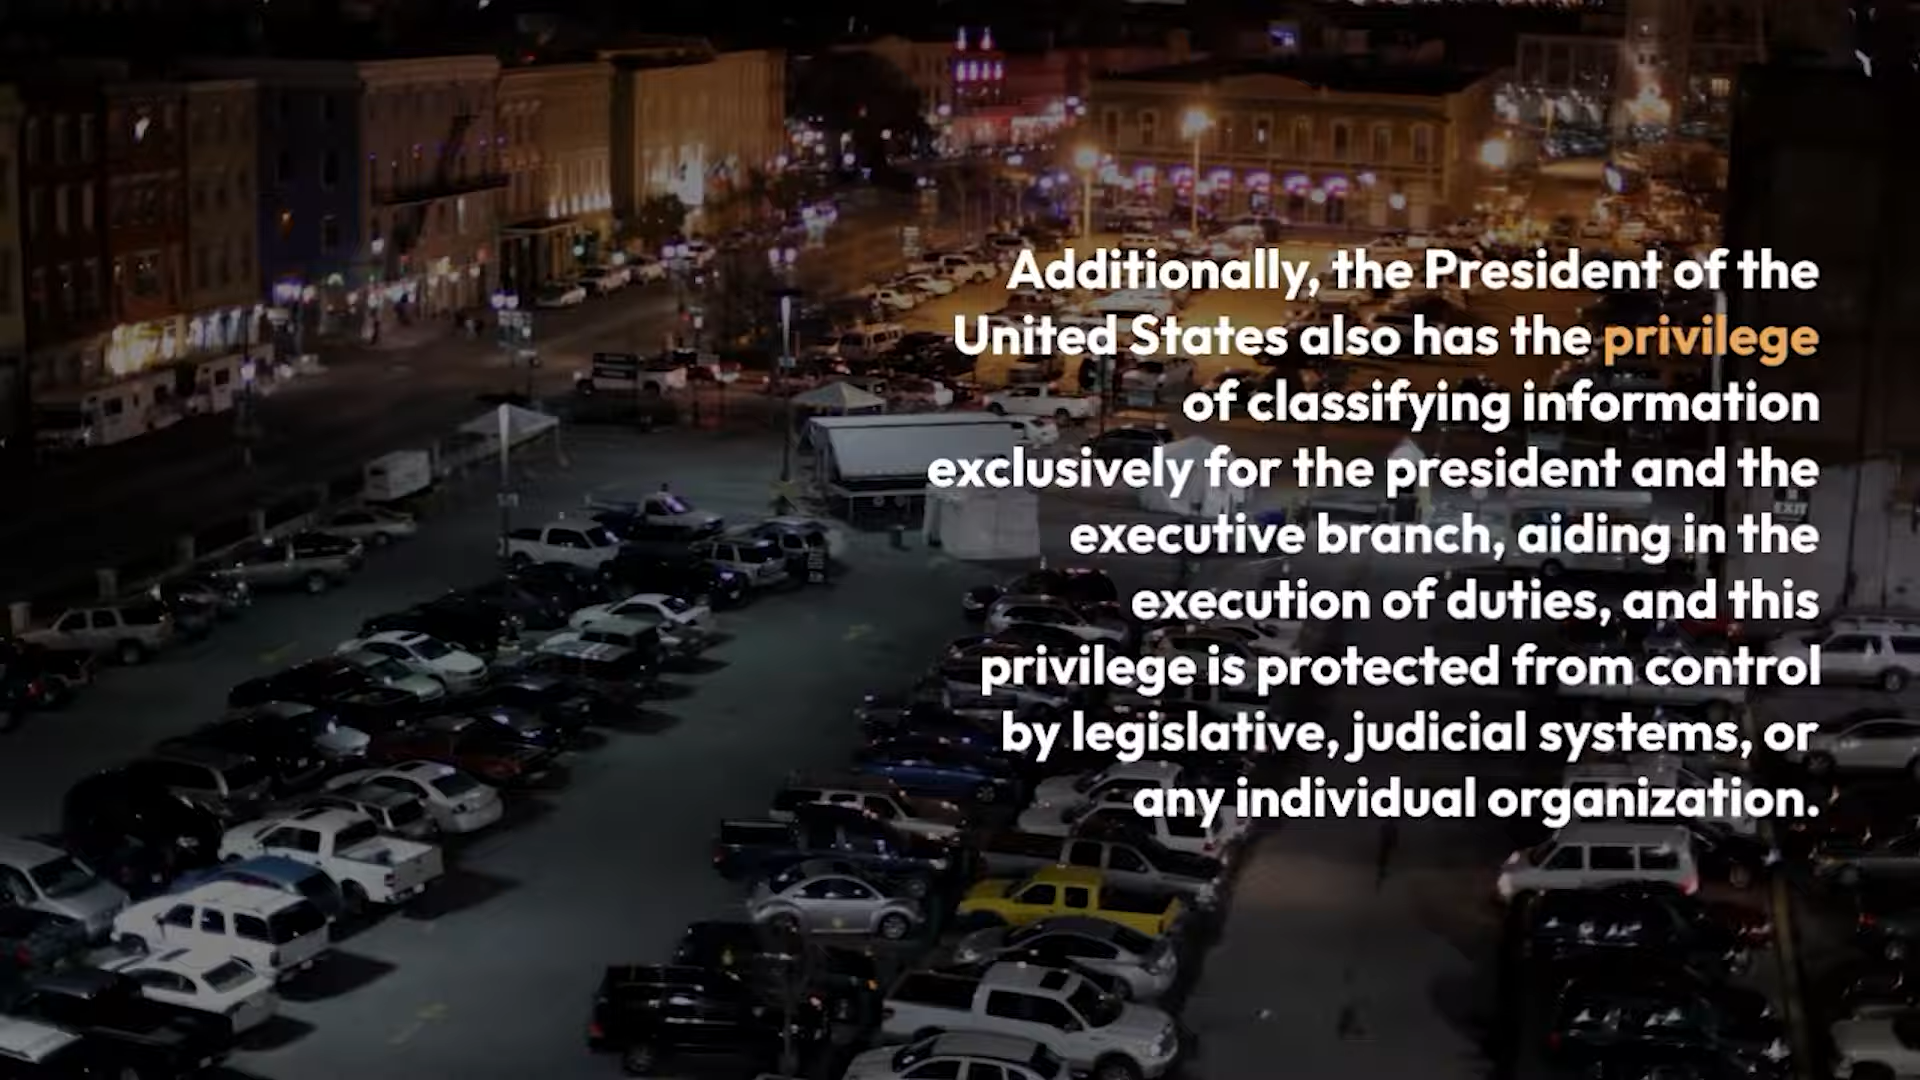 Additionally, the President of the
United States also has the privilege
of classifying information
exclusively for the president and the
executive branch, aiding in the
execution of duties, and this
privilege is protected from control
by legislative, judicial systems, or
any individual organization.
EXIT